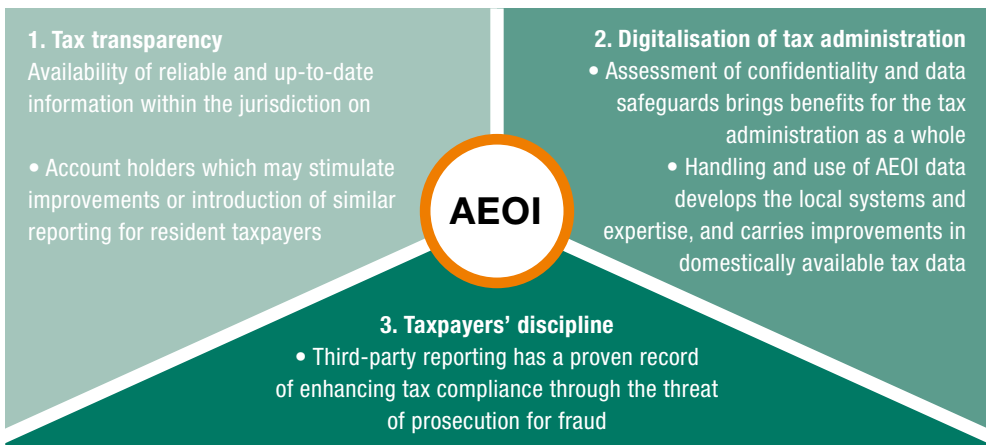 1. Tax transparency
Availability of reliable and up-to-date
information within the jurisdiction on
• Account holders which may stimulate
improvements or introduction of similar
reporting for resident taxpayers
2. Digitalisation of tax administration
• Assessment of confidentiality and data
safeguards brings benefits for the tax
administration as a whole
• Handling and use of AEOI data
develops the local systems and
expertise, and carries improvements in
domestically available tax data
AEOI
3. Taxpayers’ discipline
• Third-party reporting has a proven record
of enhancing tax compliance through the threat
of prosecution for fraud